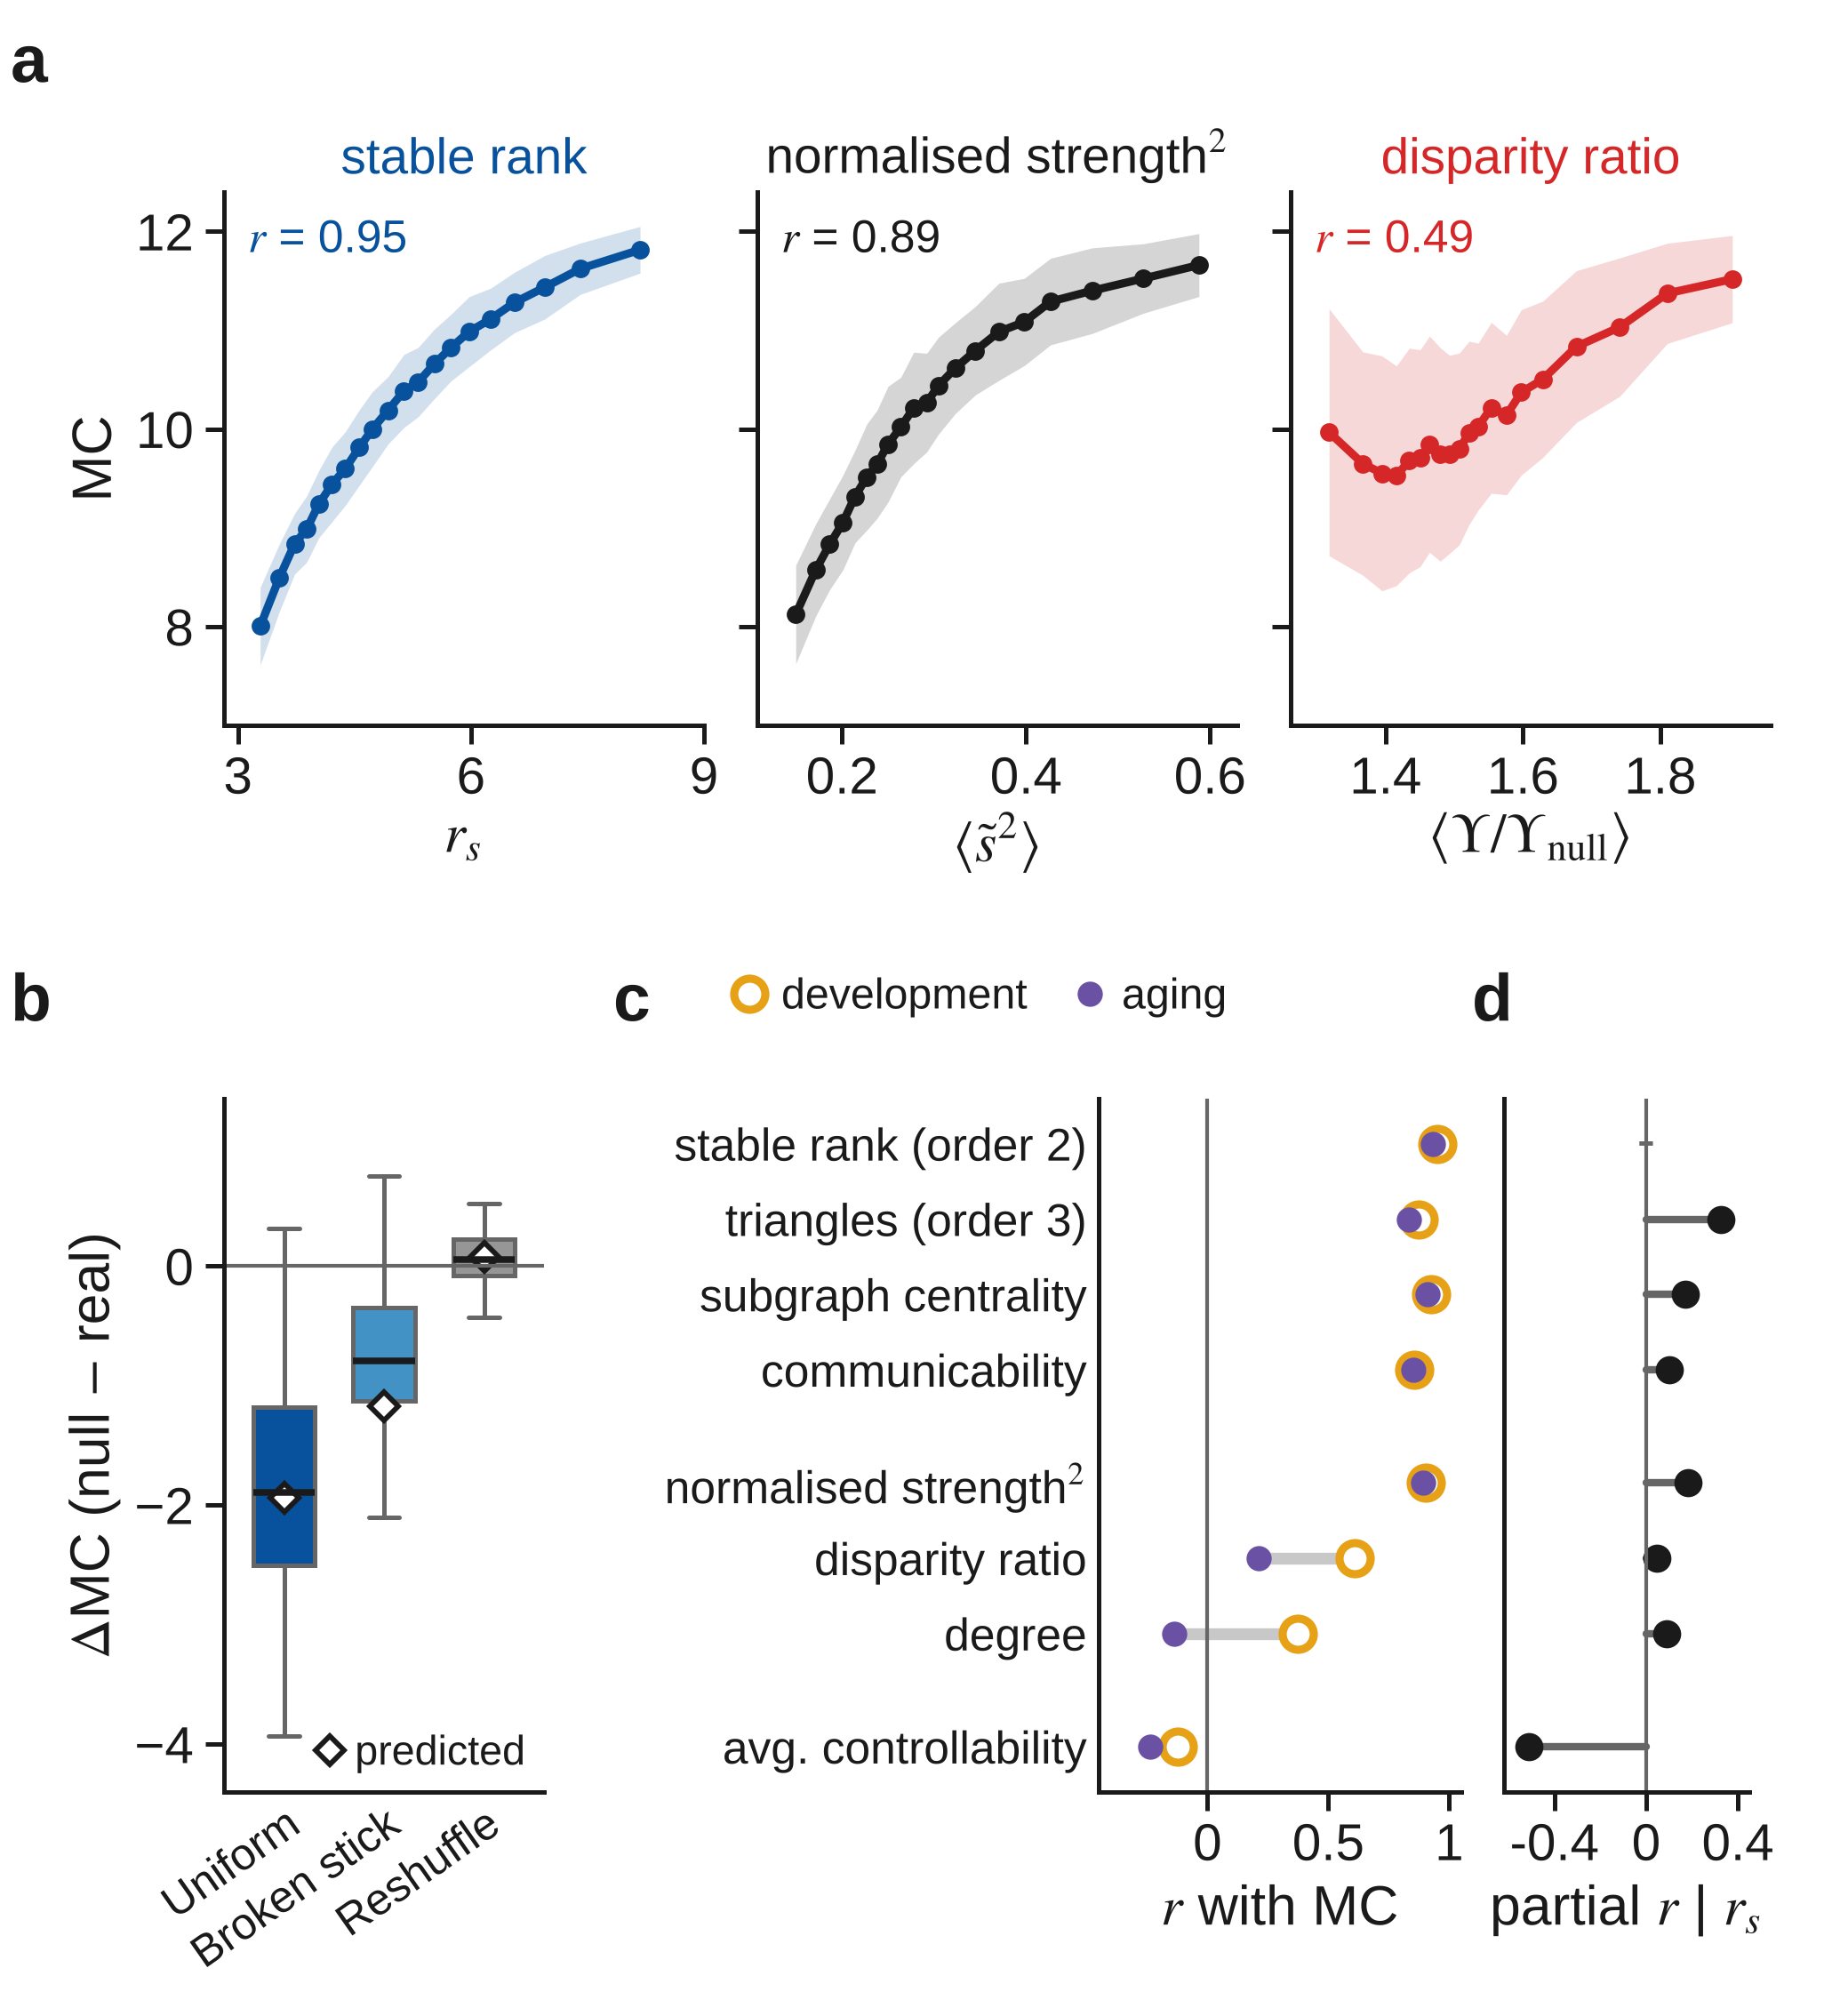 a
stable rank
normalised strength²
disparity ratio
r = 0.95
r = 0.89
r = 0.49
MC
12
10
8
3 6 9
0.2 0.4 0.6
1.4 1.6 1.8
rₛ
⟨s̃²⟩
⟨ϒ/ϒnull⟩
b
ΔMC (null – real)
0
−2
−4
predicted
Uniform
Broken stick
Reshuffle
c
development
aging
stable rank (order 2)
triangles (order 3)
subgraph centrality
communicability
normalised strength²
disparity ratio
degree
avg. controllability
0 0.5 1
r with MC
d
-0.4 0 0.4
partial r | rₛ